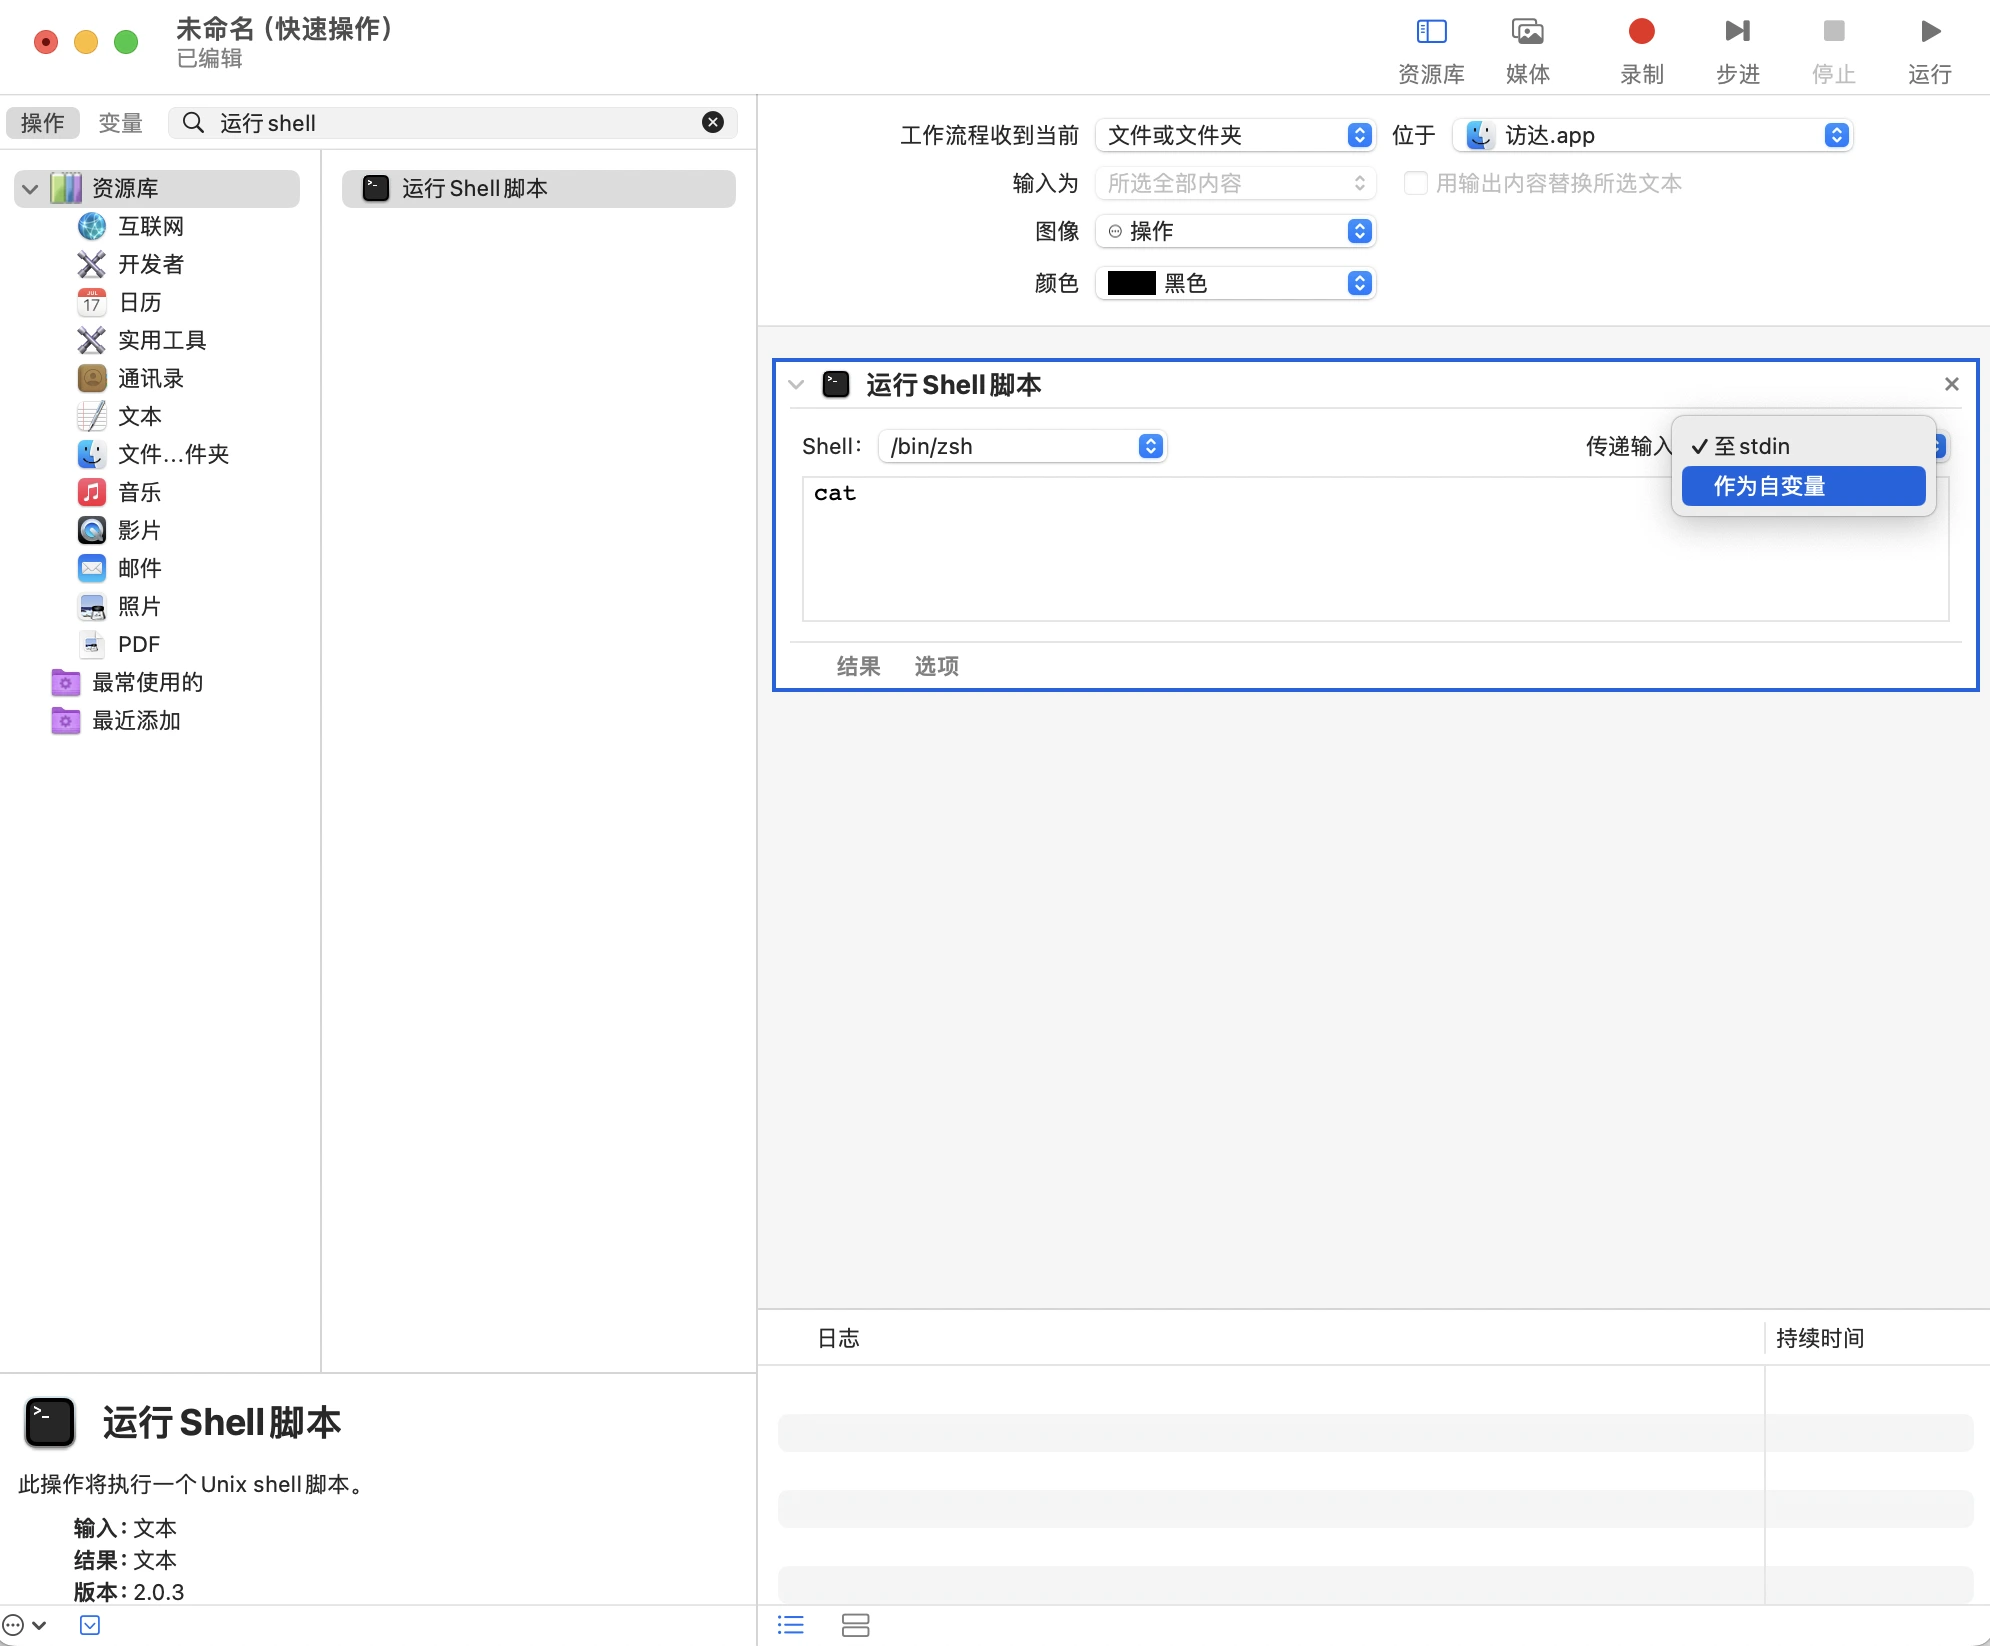 未命名（快速操作）
已编辑
资源库
媒体
录制
步进
停止
运行
操作
变量
运行 shell
资源库
互联网
开发者
JUL
17
日历
实用工具
通讯录
文本
文件…件夹
音乐
影片
邮件
照片
PDF
最常使用的
最近添加
运行 Shell 脚本
工作流程收到当前 文件或文件夹 位于 访达.app
输入为 所选全部内容 用输出内容替换所选文本
图像 操作
颜色 黑色
运行 Shell 脚本
Shell： /bin/zsh
传递输入
✓ 至 stdin
作为自变量
cat
结果 选项
日志 持续时间
运行 Shell 脚本
此操作将执行一个 Unix shell 脚本。
输入：文本
结果：文本
版本：2.0.3